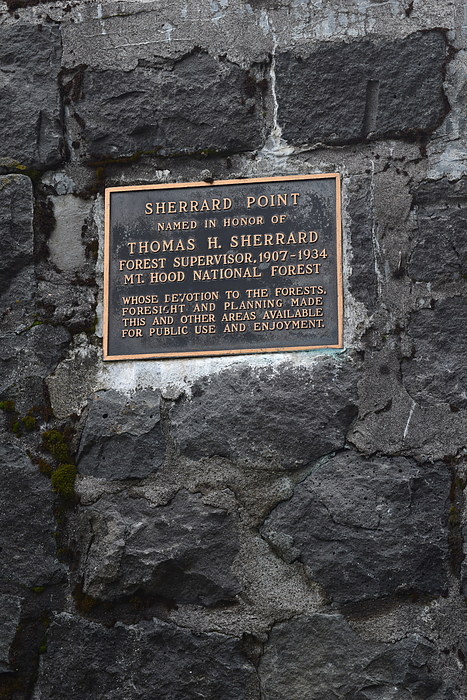 SHERRARD POINT
NAMED IN HONOR OF
THOMAS H. SHERRARD
FOREST SUPERVISOR, 1907-1934
MT. HOOD NATIONAL FOREST
WHOSE DEVOTION TO THE FORESTS,
FORESIGHT AND PLANNING MADE
THIS AND OTHER AREAS AVAILABLE
FOR PUBLIC USE AND ENJOYMENT.